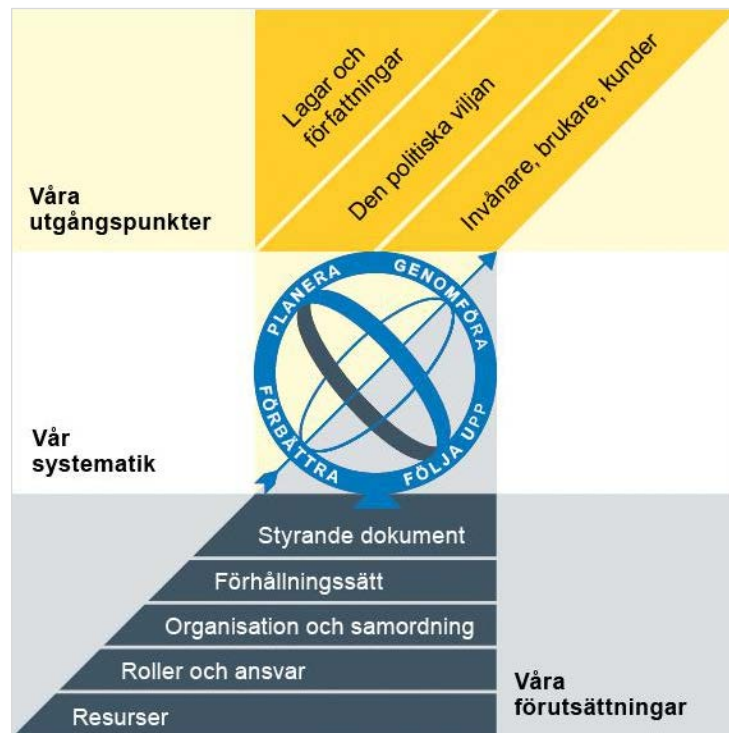 Lagar och
författningar
Den politiska viljan
Invånare, brukare, kunder
Våra
utgångspunkter
PLANERA
GENOMFÖRA
FÖLJA UPP
FÖRBÄTTRA
Vår
systematik
Styrande dokument
Förhållningssätt
Organisation och samordning
Roller och ansvar
Resurser
Våra
förutsättningar